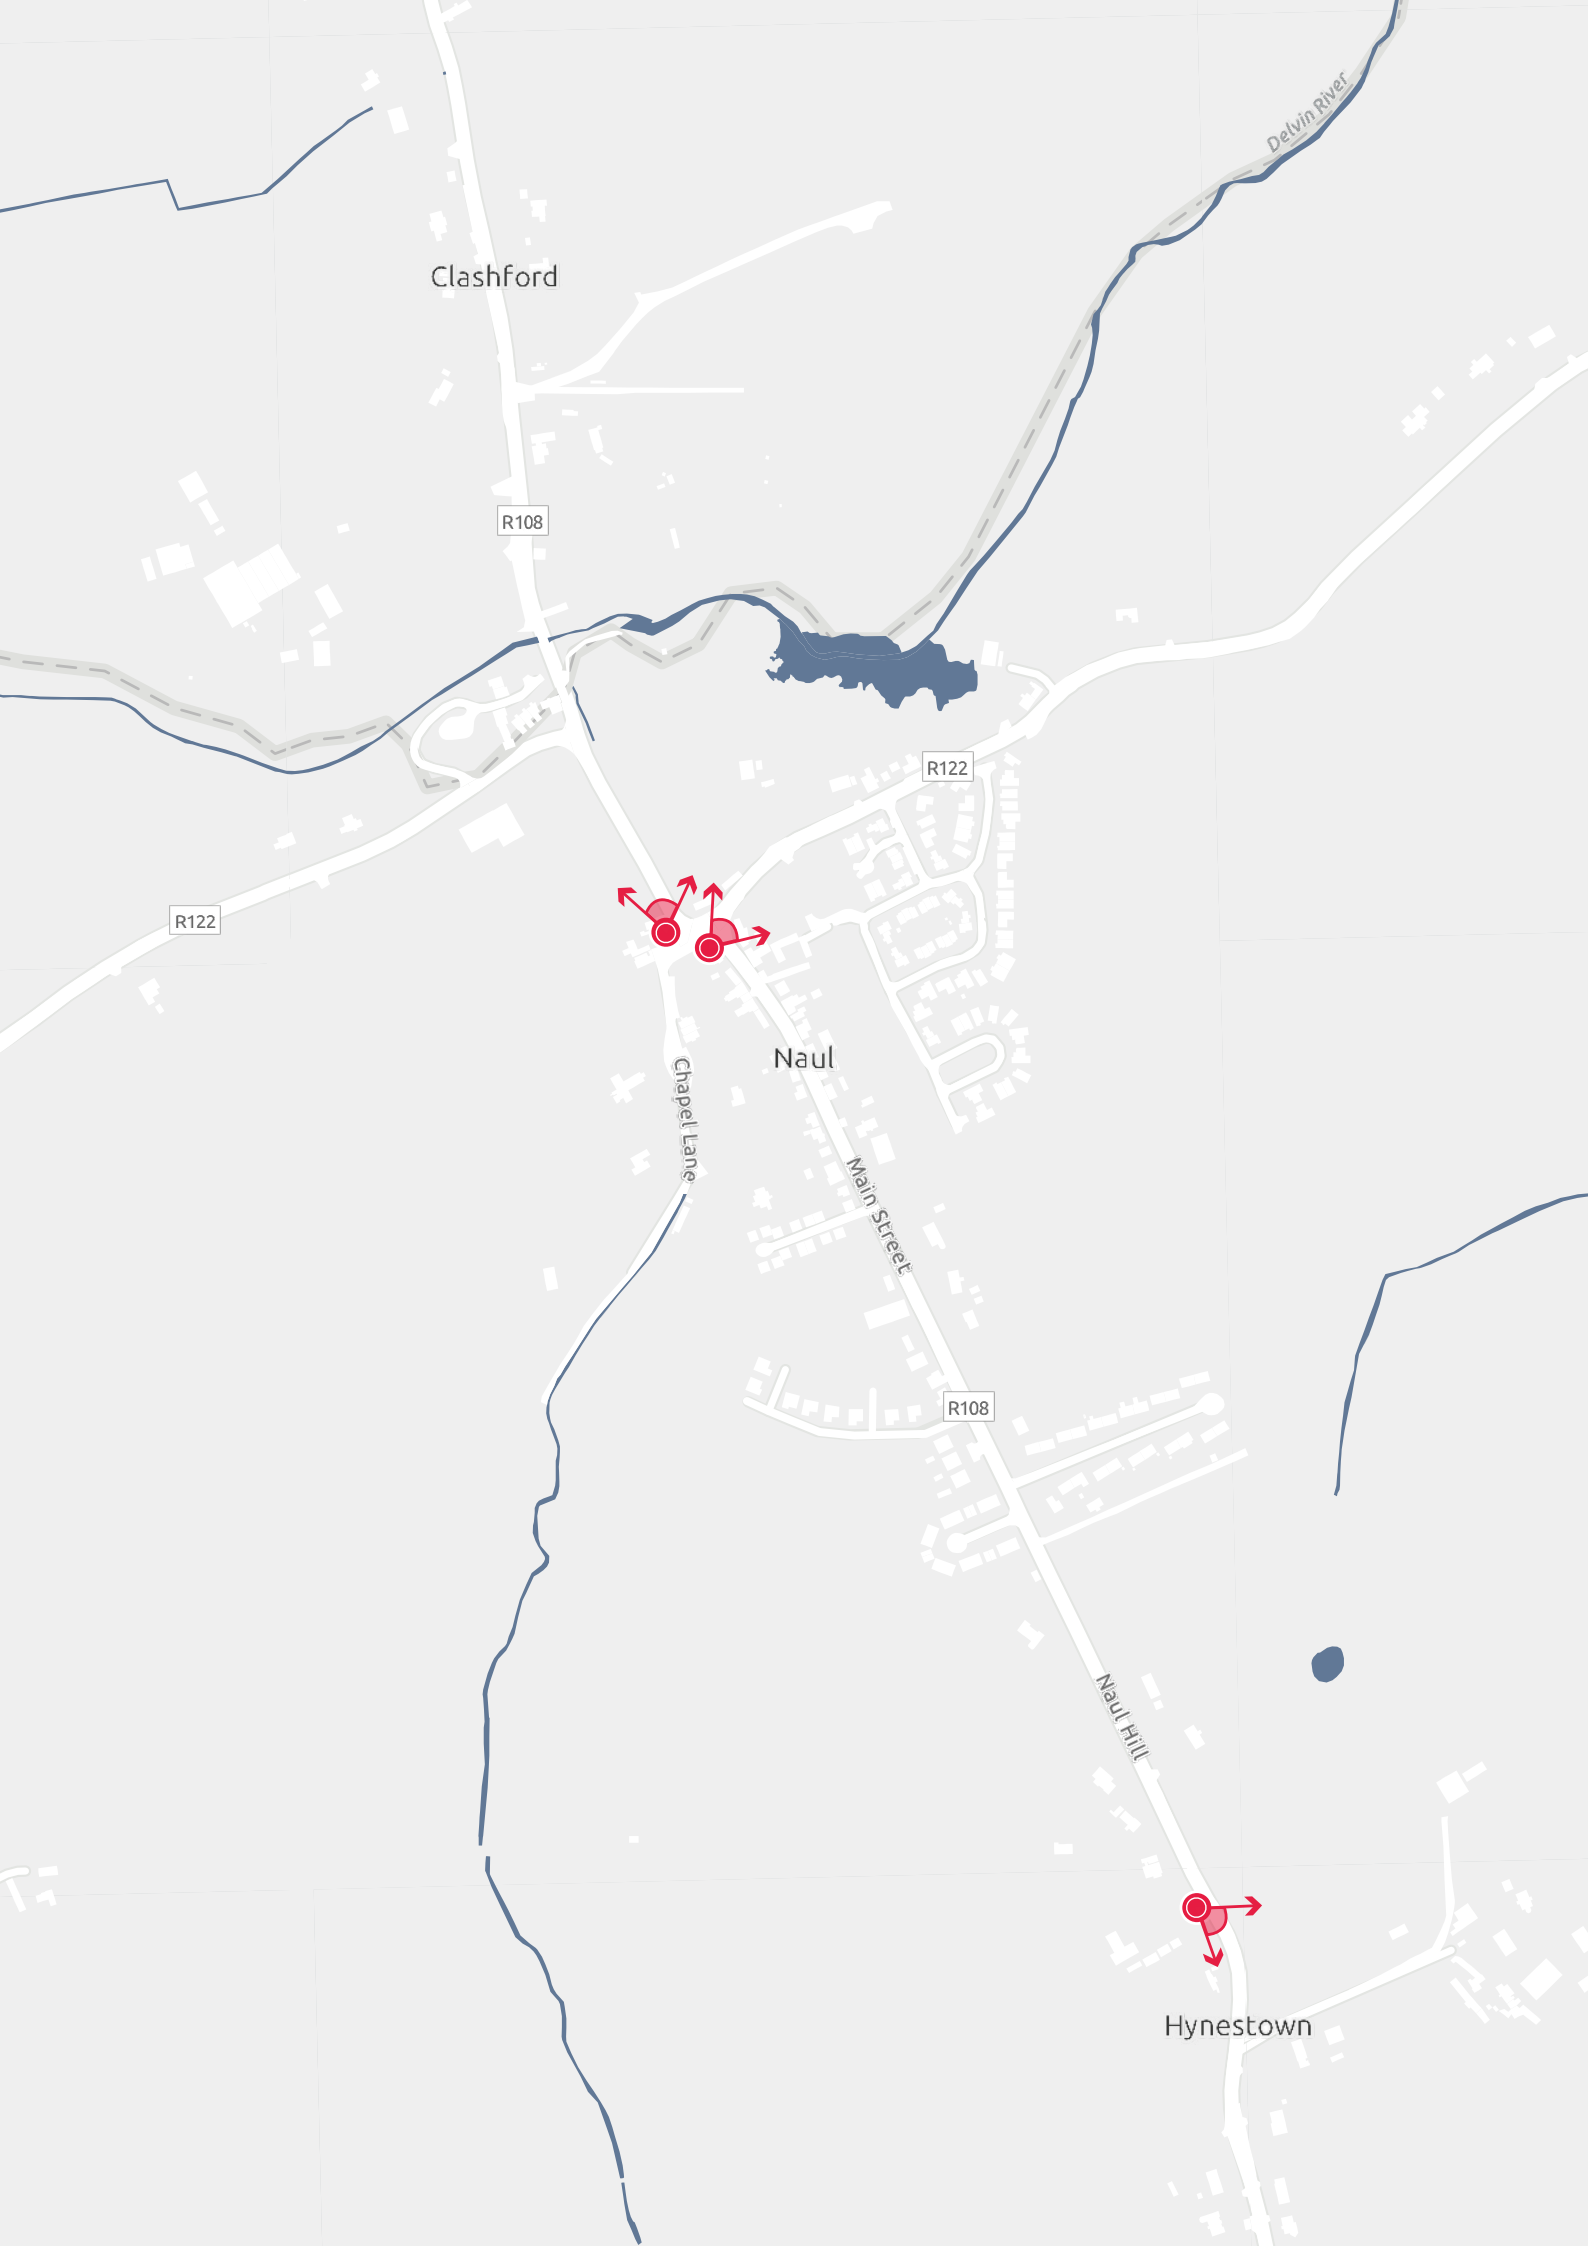 Delvin River
Clashford
R108
R122
R122
Naul
Chapel Lane
Main Street
R108
Naul Hill
Hynestown